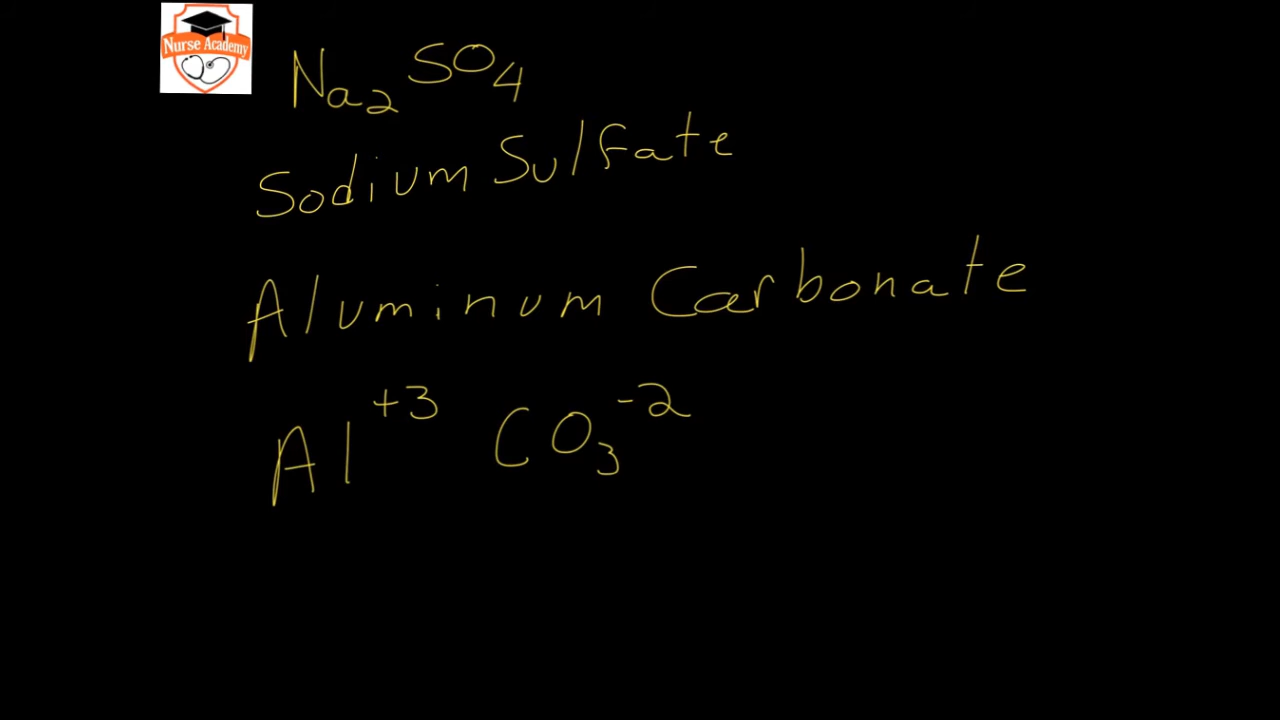 Nurse Academy
Na₂SO₄
Sodium Sulfate
Aluminum Carbonate
Al⁺³ CO₃⁻²